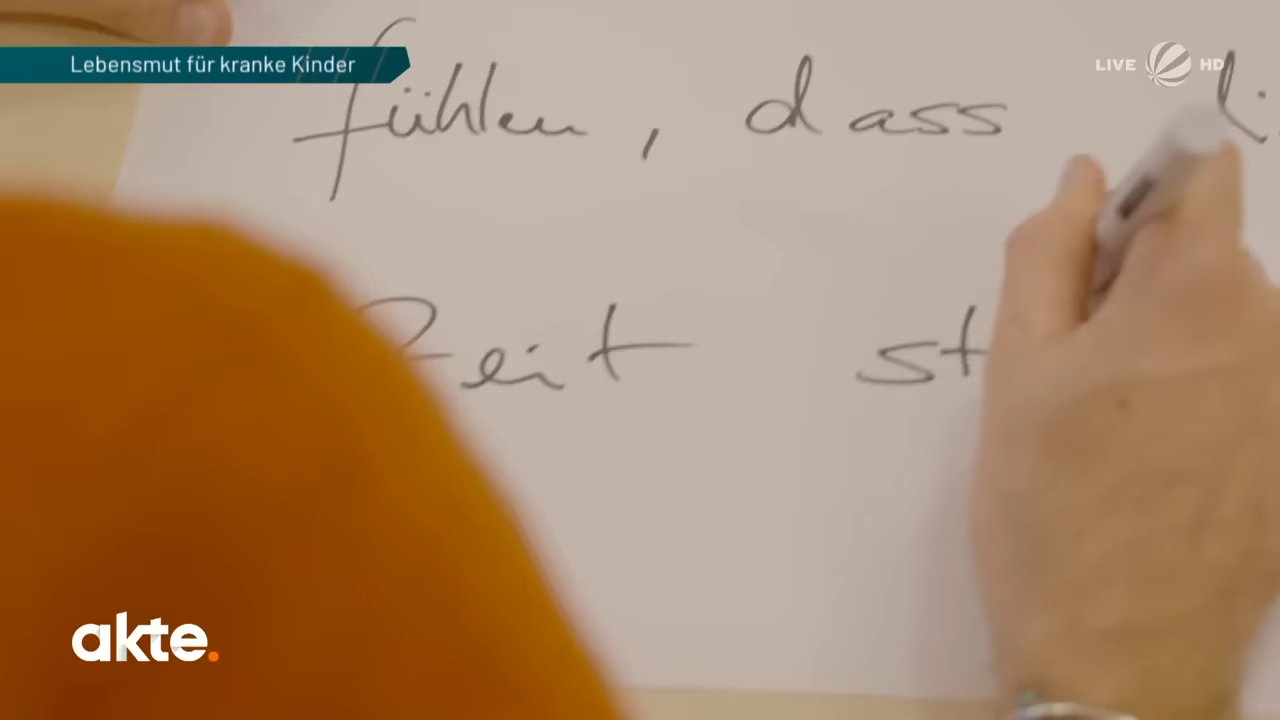 Lebensmut für kranke Kinder
LIVE HD
fühlen, dass
Zeit
akte.